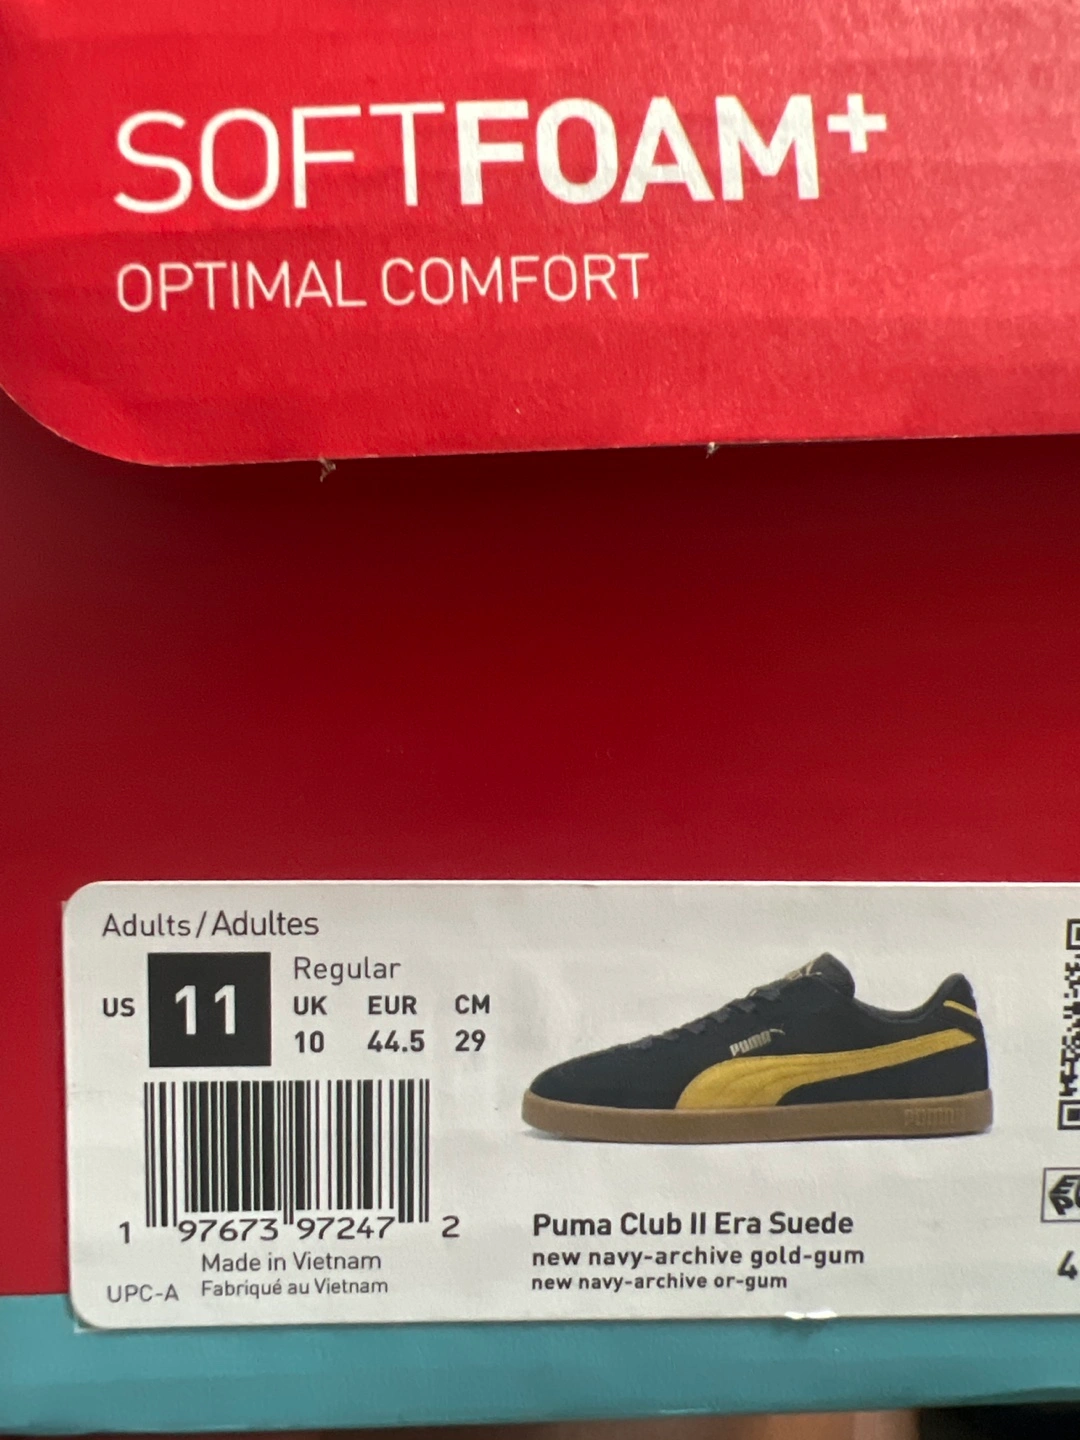 SOFTFOAM+
OPTIMAL COMFORT
Adults/Adultes
US 11
Regular
UK EUR CM
10 44.5 29
PUMA
PUMA
1 97673 97247 2
Made in Vietnam
UPC-A Fabriqué au Vietnam
Puma Club II Era Suede
new navy-archive gold-gum
new navy-archive or-gum
4